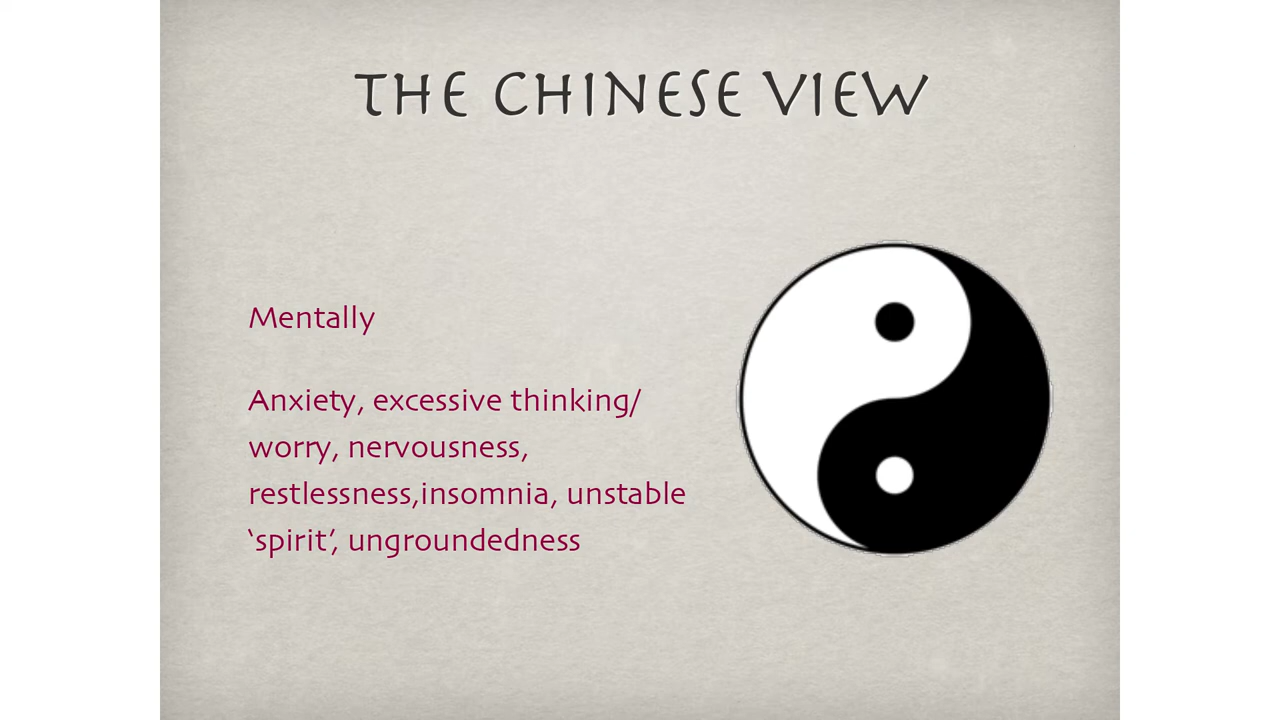 THE CHINESE VIEW
Mentally
Anxiety, excessive thinking/
worry, nervousness,
restlessness,insomnia, unstable
‘spirit’, ungroundedness